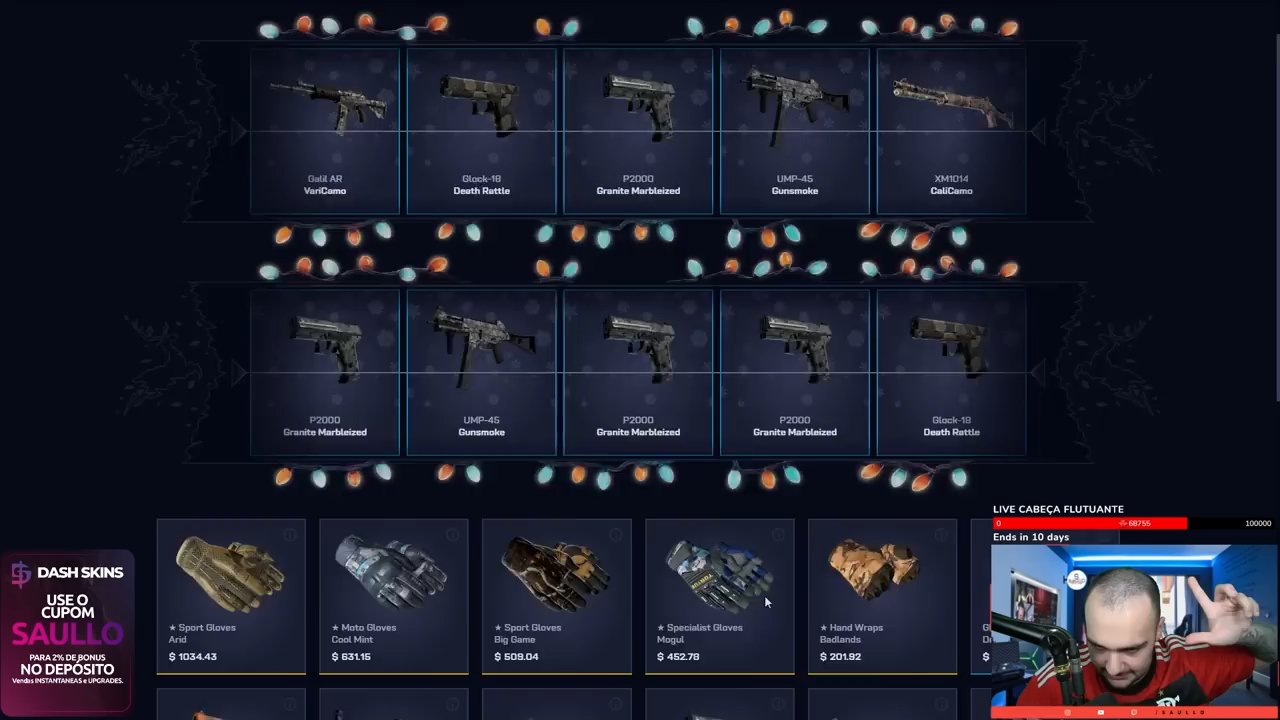 Galil AR
VariCamo
Glock-18
Death Rattle
P2000
Granite Marbleized
UMP-45
Gunsmoke
XM1014
CaliCamo
P2000
Granite Marbleized
UMP-45
Gunsmoke
P2000
Granite Marbleized
P2000
Granite Marbleized
Glock-18
Death Rattle
★ Sport Gloves
Arid
$ 1034.43
★ Moto Gloves
Cool Mint
$ 631.15
★ Sport Gloves
Big Game
$ 509.04
★ Specialist Gloves
Mogul
$ 452.78
★ Hand Wraps
Badlands
$ 201.92
DASH SKINS
USE O
CUPOM
SAULLO
PARA 2% DE BONUS
NO DEPÓSITO
Vendas INSTANTANEAS e UPGRADES.
LIVE CABEÇA FLUTUANTE
0 68755 100000
Ends in 10 days
/SAULLO